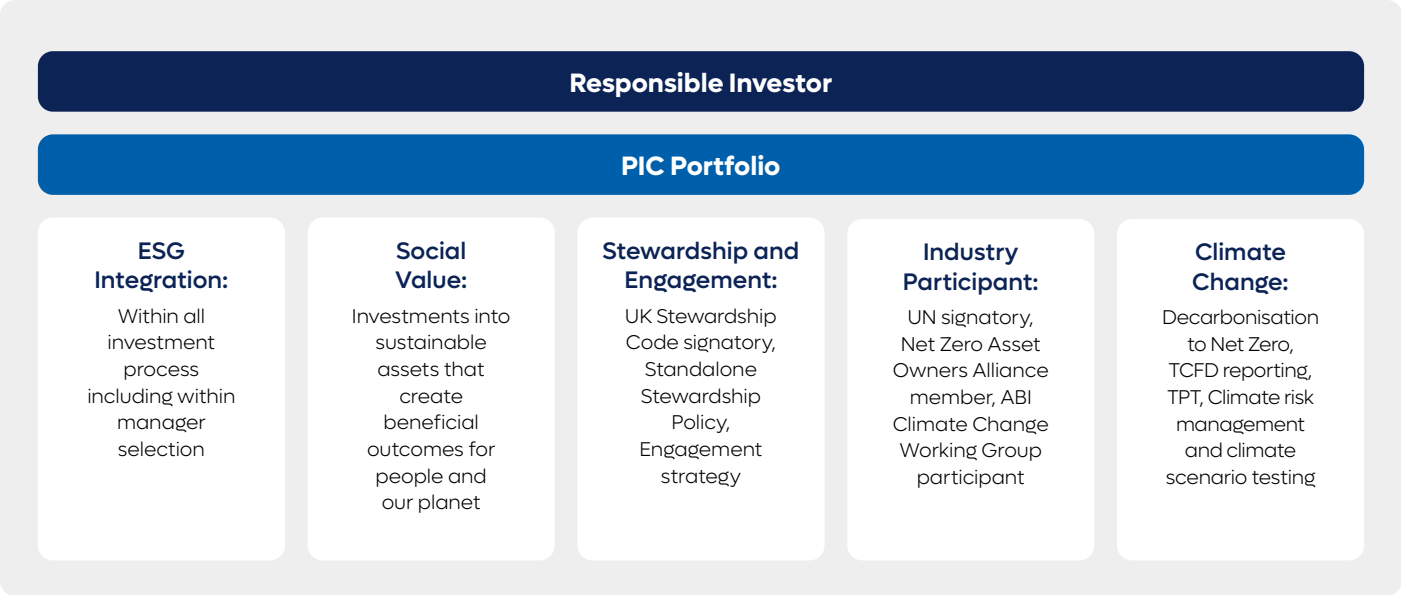 Responsible Investor
PIC Portfolio
ESG
Integration:
Within all
investment
process
including within
manager
selection
Social
Value:
Investments into
sustainable
assets that
create
beneficial
outcomes for
people and
our planet
Stewardship and
Engagement:
UK Stewardship
Code signatory,
Standalone
Stewardship
Policy,
Engagement
strategy
Industry
Participant:
UN signatory,
Net Zero Asset
Owners Alliance
member, ABI
Climate Change
Working Group
participant
Climate
Change:
Decarbonisation
to Net Zero,
TCFD reporting,
TPT, Climate risk
management
and climate
scenario testing